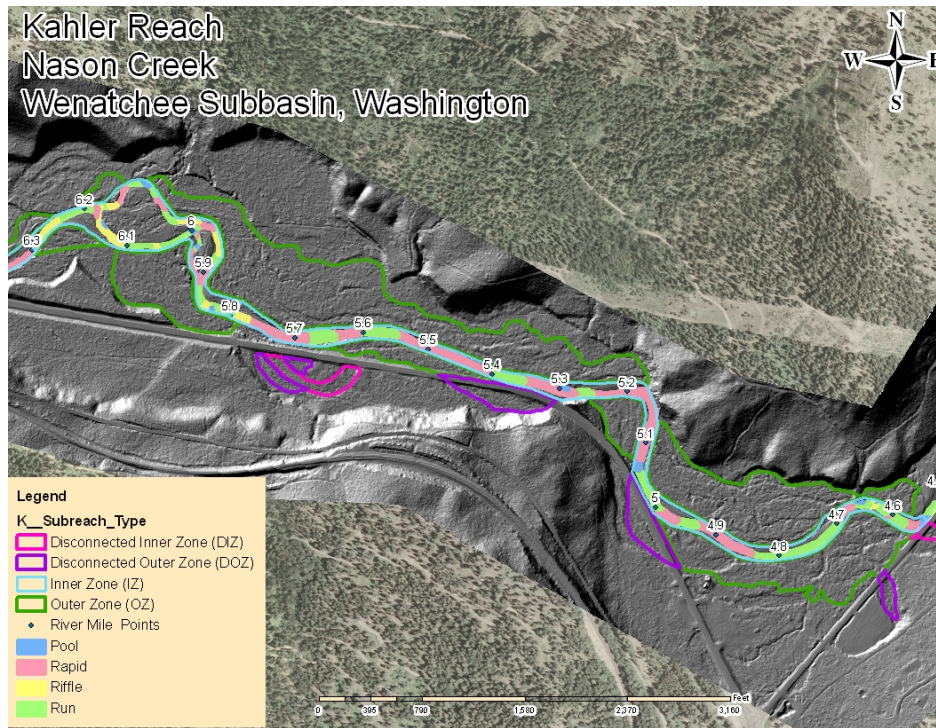 Kahler Reach
Nason Creek
Wenatchee Subbasin, Washington
N
W
E
S
6.2
6.3
6.1
6
5.9
5.8
5.7
5.6
5.5
5.4
5.3
5.2
5.1
5
4.9
4.8
4.7
4.6
Legend
K__Subreach_Type
Disconnected Inner Zone (DIZ)
Disconnected Outer Zone (DOZ)
Inner Zone (IZ)
Outer Zone (OZ)
River Mile Points
Pool
Rapid
Riffle
Run
Feet
0 395 790 1,580 2,370 3,160